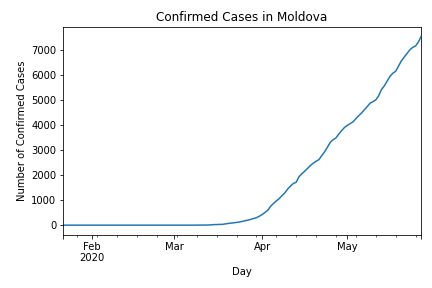 Confirmed Cases in Moldova
Number of Confirmed Cases
7000
6000
5000
4000
3000
2000
1000
0
Feb
2020
Mar
Apr
May
Day